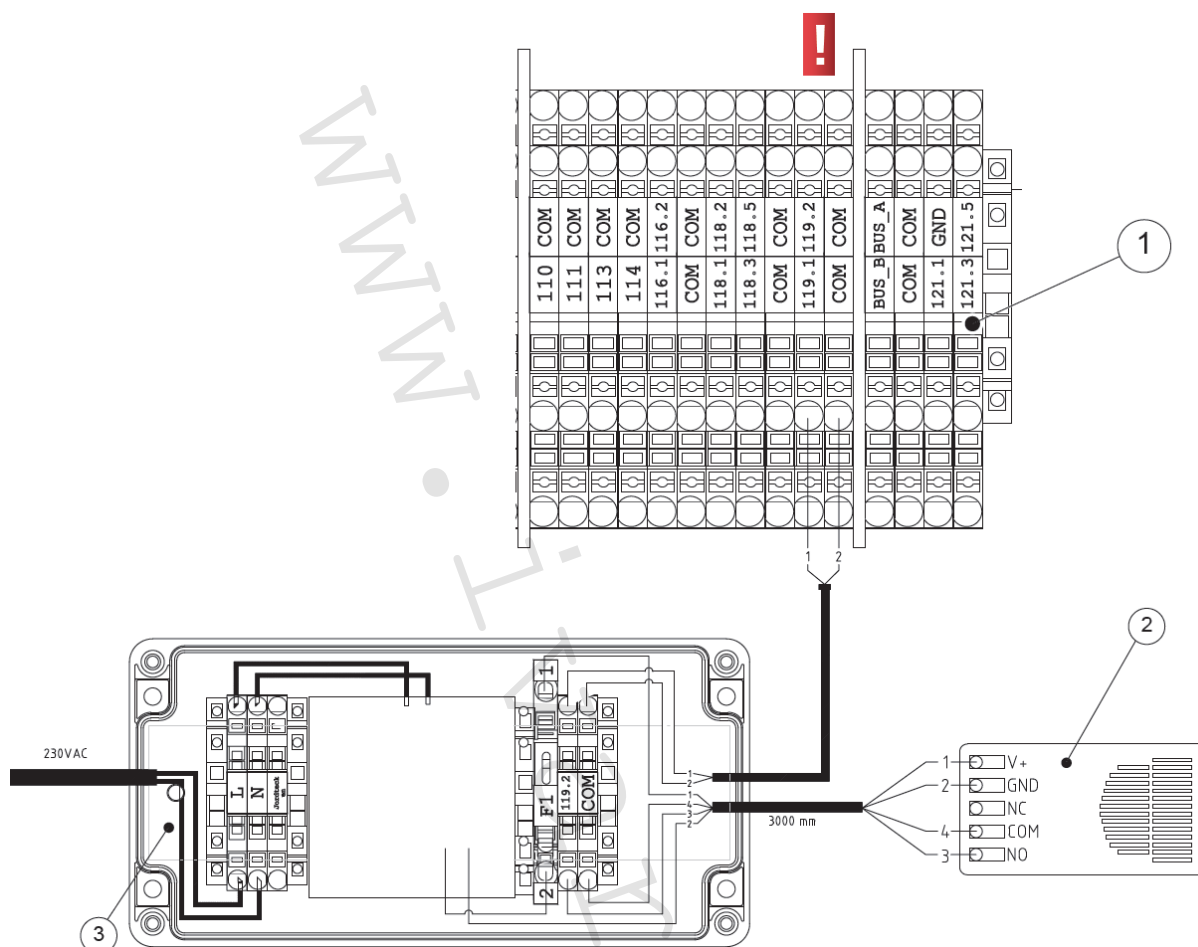 !
COM COM COM COM 116.2 COM 118.2 118.5 COM 119.2 COM BUS_A COM GND 121.5
110 111 113 114 116.1 COM 118.1 118.3 COM 119.1 COM BUS_B COM 121.1 121.3
1
1 2
2
3
230VAC
L N
1
F1
2
119.2 COM
1
2
1
4
3
2
3000 mm
1 V+
2 GND
NC
4 COM
3 NO
www.